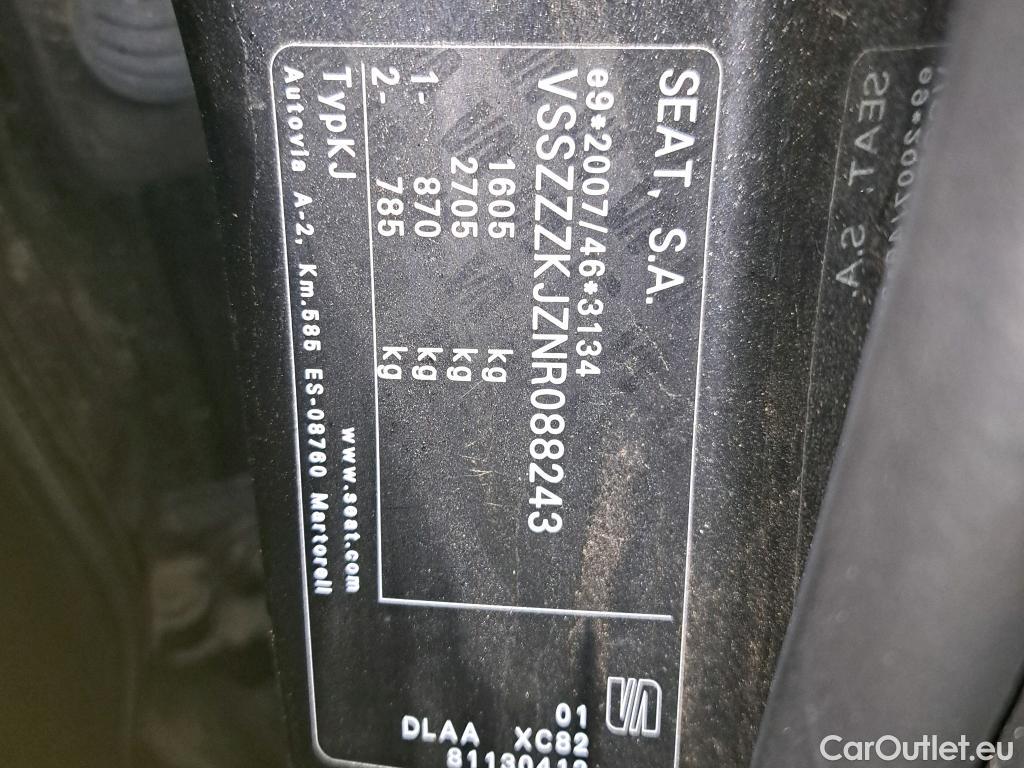 SEAT, S.A.
e9*2007/46*3134
VSSZZZKJZNR088243
1605 kg
2705 kg
1- 870 kg
2- 785 kg
TypKJ www.seat.com
Autovia A-2, Km.585 ES-08760 Martorell
01
DLAA XC82
CarOutlet.eu